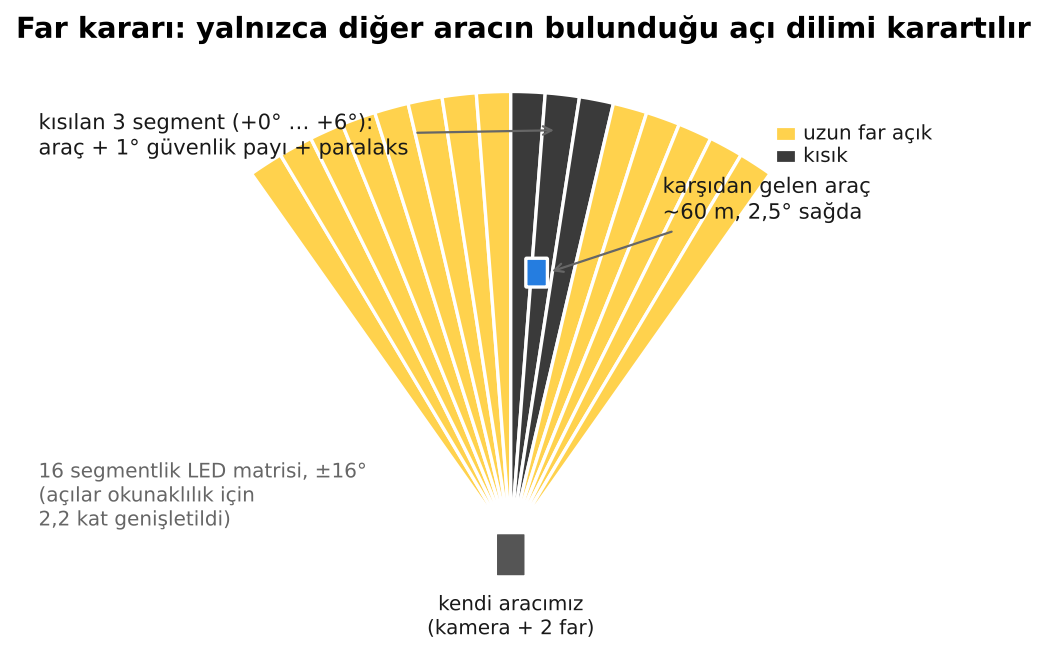 Far kararı: yalnızca diğer aracın bulunduğu açı dilimi karartılır
kısılan 3 segment (+0° ... +6°):
araç + 1° güvenlik payı + paralaks
uzun far açık
kısık
karşıdan gelen araç
~60 m, 2,5° sağda
16 segmentlik LED matrisi, ±16°
(açılar okunaklılık için
2,2 kat genişletildi)
kendi aracımız
(kamera + 2 far)